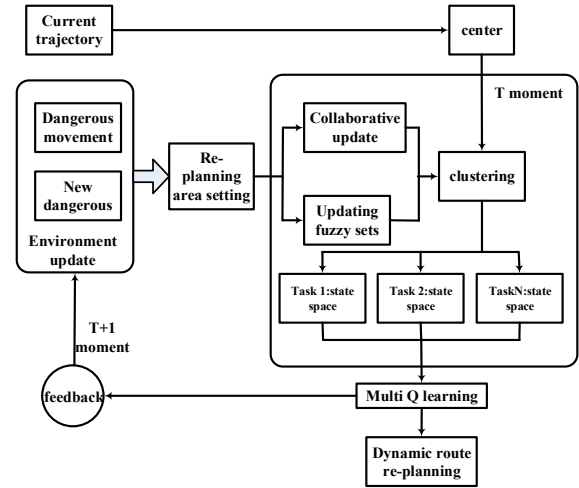 Current
trajectory
center
T moment
Dangerous
movement
New
dangerous
Environment
update
Re-
planning
area setting
Collaborative
update
Updating
fuzzy sets
clustering
Task 1:state
space
Task 2:state
space
TaskN:state
space
T+1
moment
feedback
Multi Q learning
Dynamic route
re-planning